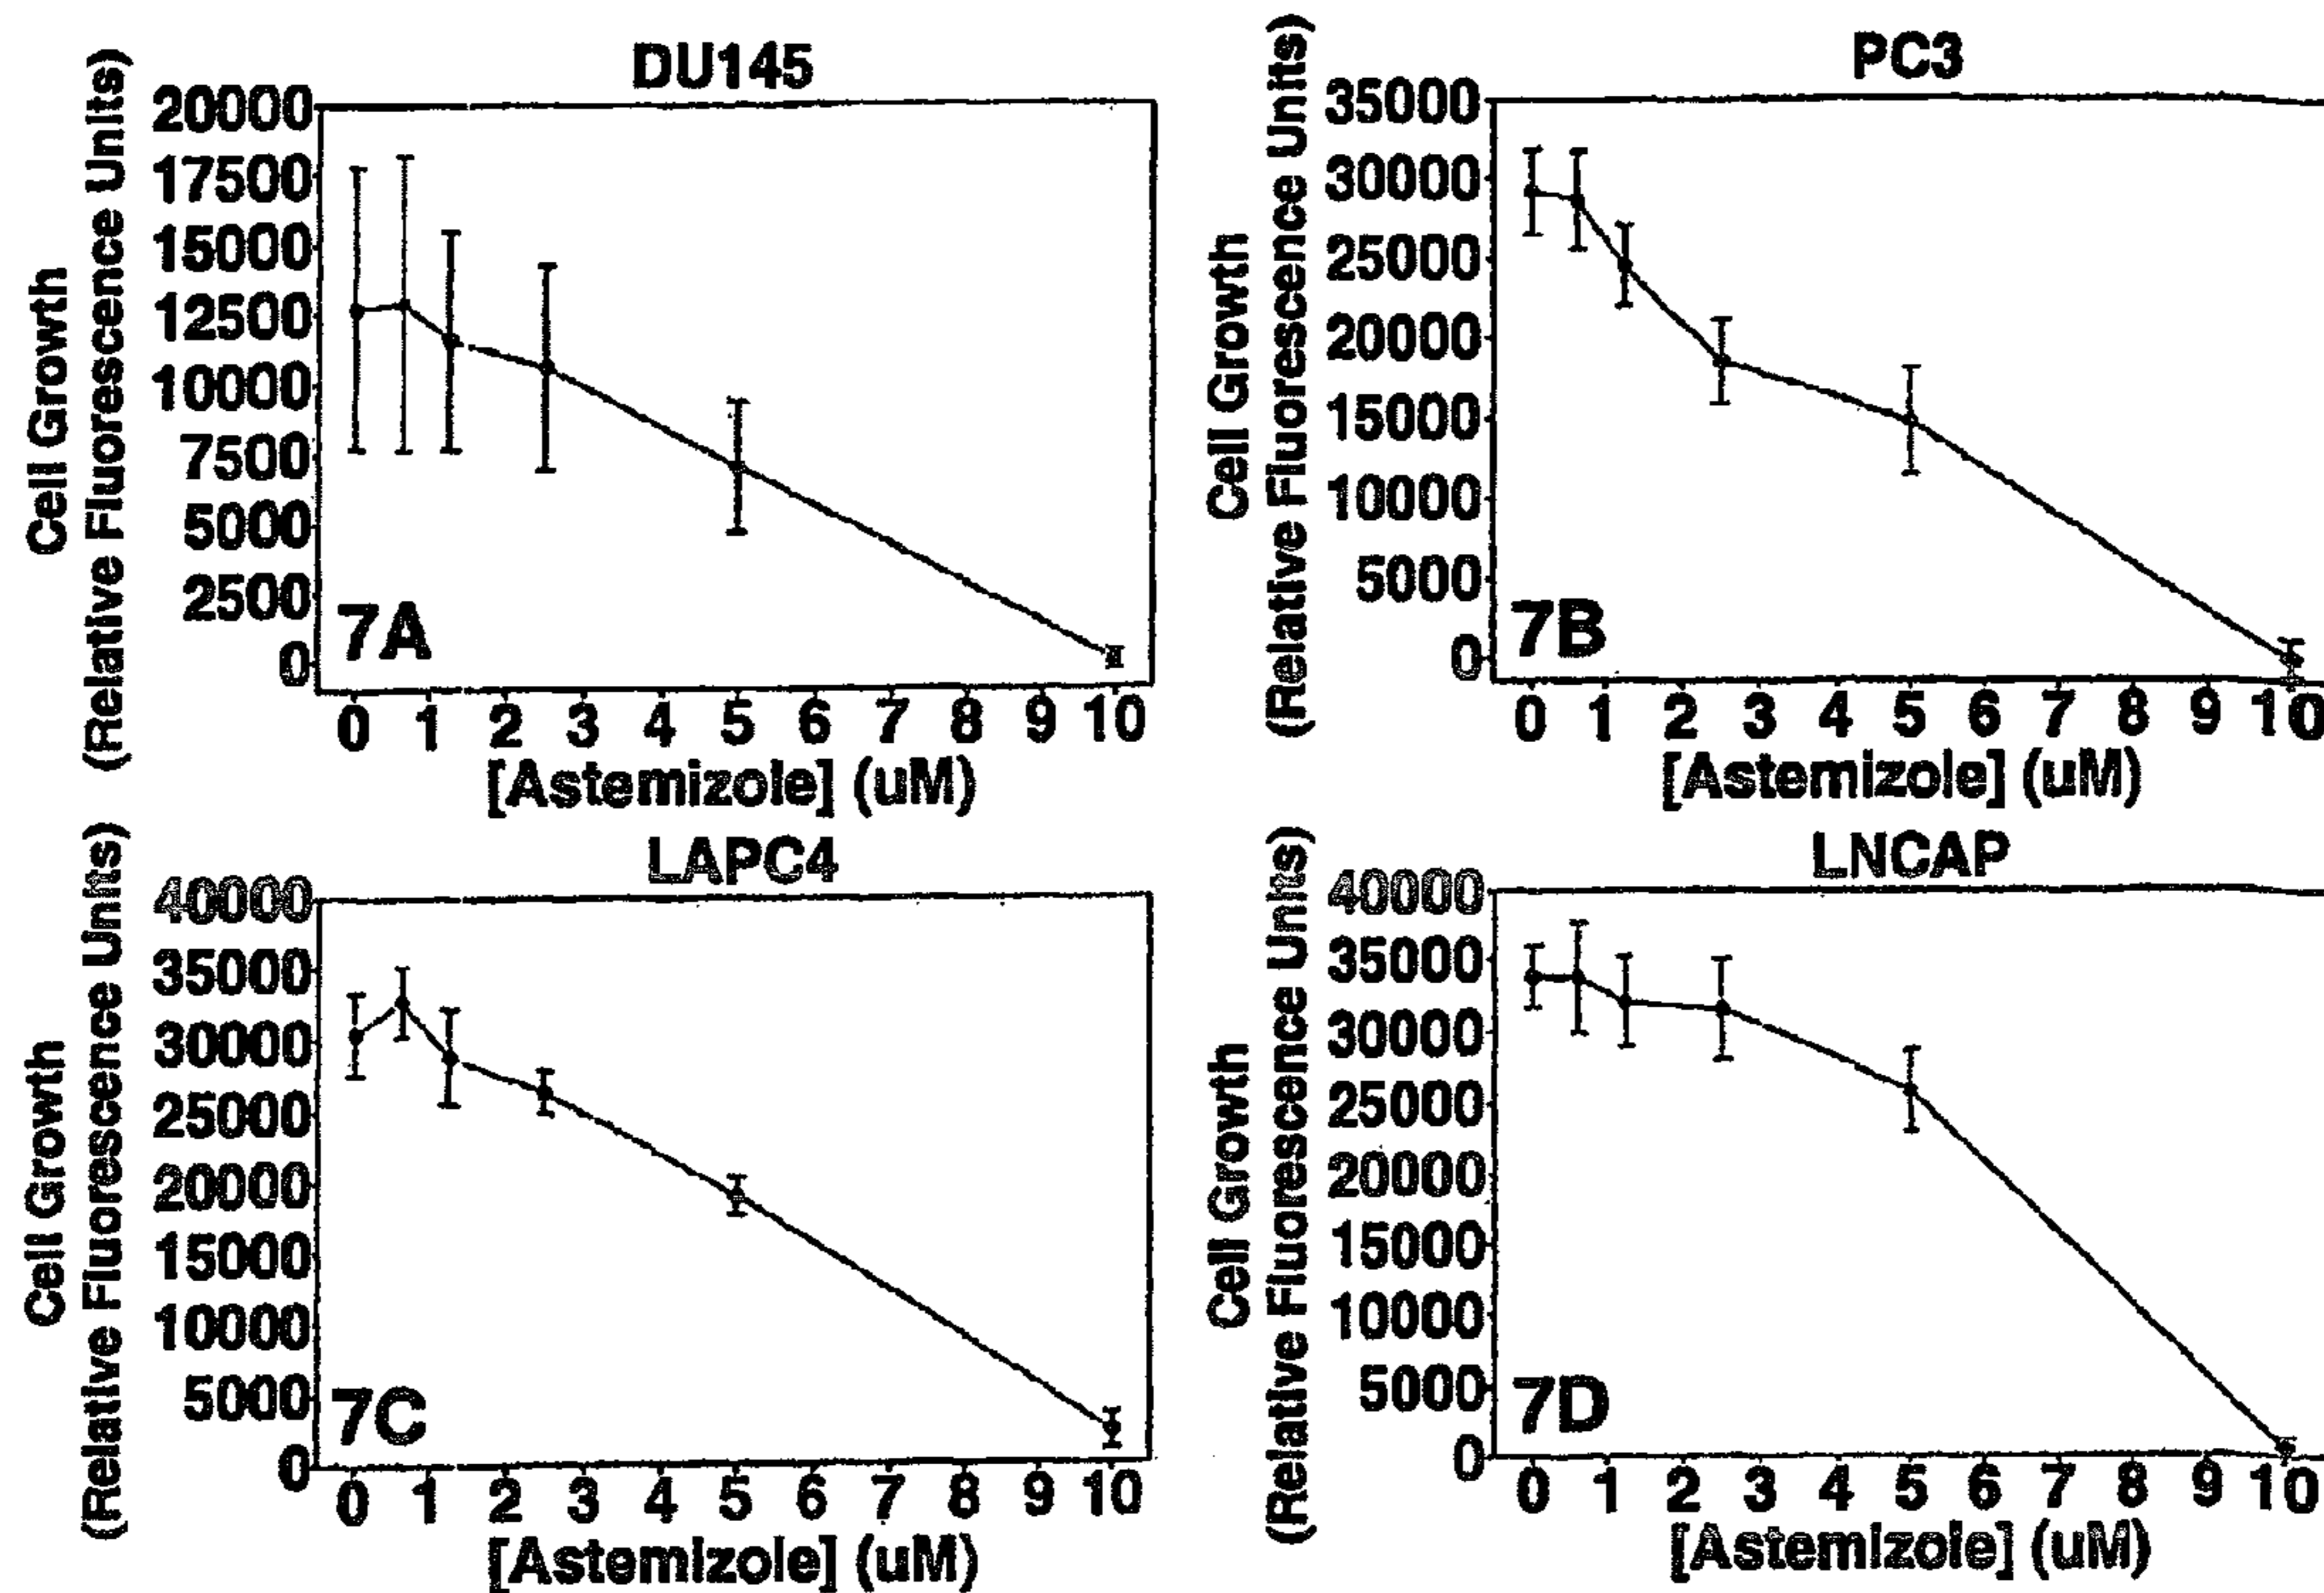 DU145
Cell Growth
(Relative Fluorescence Units)
20000
17500
15000
12500
10000
7500
5000
2500
0
7A
0 1 2 3 4 5 6 7 8 9 10
[Astemizole] (uM)
PC3
Cell Growth
(Relative Fluorescence Units)
35000
30000
25000
20000
15000
10000
5000
0
7B
0 1 2 3 4 5 6 7 8 9 10
[Astemizole] (uM)
LAPC4
Cell Growth
(Relative Fluorescence Units)
40000
35000
30000
25000
20000
15000
10000
5000
0
7C
0 1 2 3 4 5 6 7 8 9 10
[Astemizole] (uM)
LNCAP
Cell Growth
(Relative Fluorescence Units)
40000
35000
30000
25000
20000
15000
10000
5000
0
7D
0 1 2 3 4 5 6 7 8 9 10
[Astemizole] (uM)